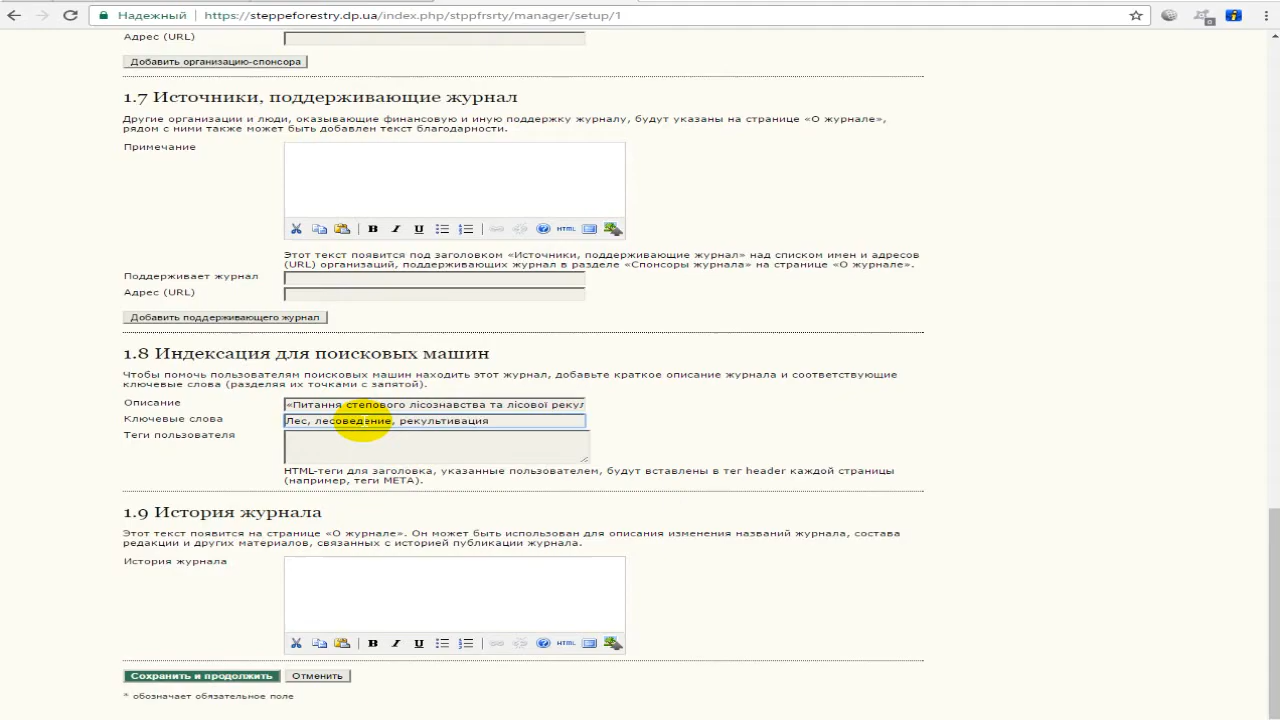 Надежный
https://steppeforestry.dp.ua/index.php/stppfrsrty/manager/setup/1
Адрес (URL)
Добавить организацию-спонсора
1.7 Источники, поддерживающие журнал
Другие организации и люди, оказывающие финансовую и иную поддержку журналу, будут указаны на странице «О журнале»,
рядом с ними также может быть добавлен текст благодарности.
Примечание
B I U HTML
Этот текст появится под заголовком «Источники, поддерживающие журнал» над списком имен и адресов
(URL) организаций, поддерживающих журнал в разделе «Спонсоры журнала» на странице «О журнале».
Поддерживает журнал
Адрес (URL)
Добавить поддерживающего журнал
1.8 Индексация для поисковых машин
Чтобы помочь пользователям поисковых машин находить этот журнал, добавьте краткое описание журнала и соответствующие
ключевые слова (разделяя их точками с запятой).
Описание
«Питання степового лісознавства та лісової рекул
Ключевые слова
Лес, лесоведение, рекультивация
Теги пользователя
HTML-теги для заголовка, указанные пользователем, будут вставлены в тег header каждой страницы
(например, теги META).
1.9 История журнала
Этот текст появится на странице «О журнале». Он может быть использован для описания изменения названий журнала, состава
редакции и других материалов, связанных с историей публикации журнала.
История журнала
B I U HTML
Сохранить и продолжить
Отменить
* обозначает обязательное поле